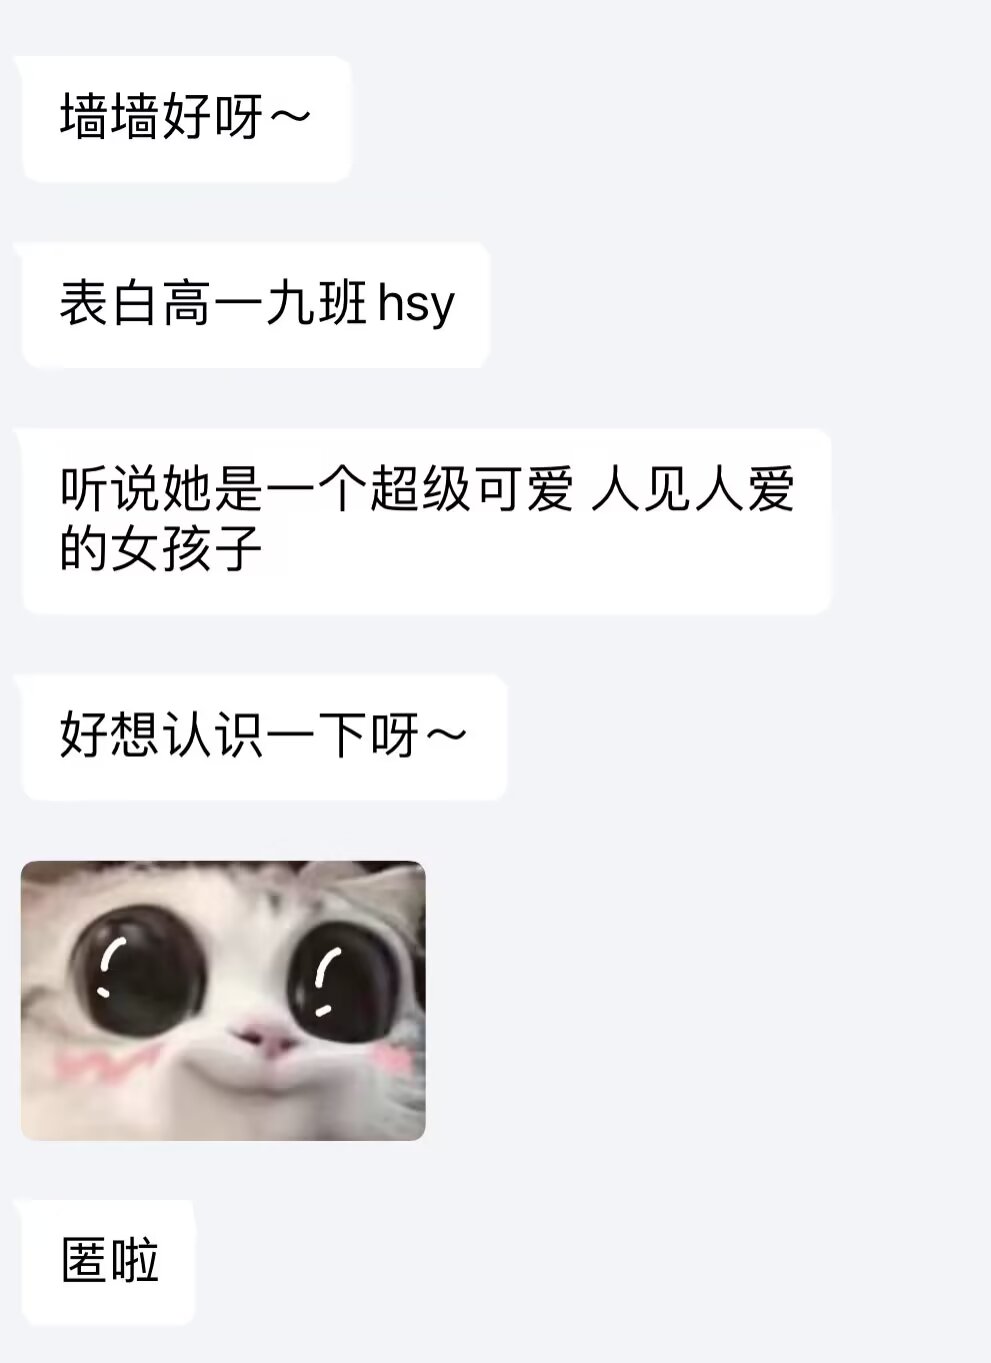 墙墙好呀～
表白高一九班hsy
听说她是一个超级可爱 人见人爱
的女孩子
好想认识一下呀～
匿啦